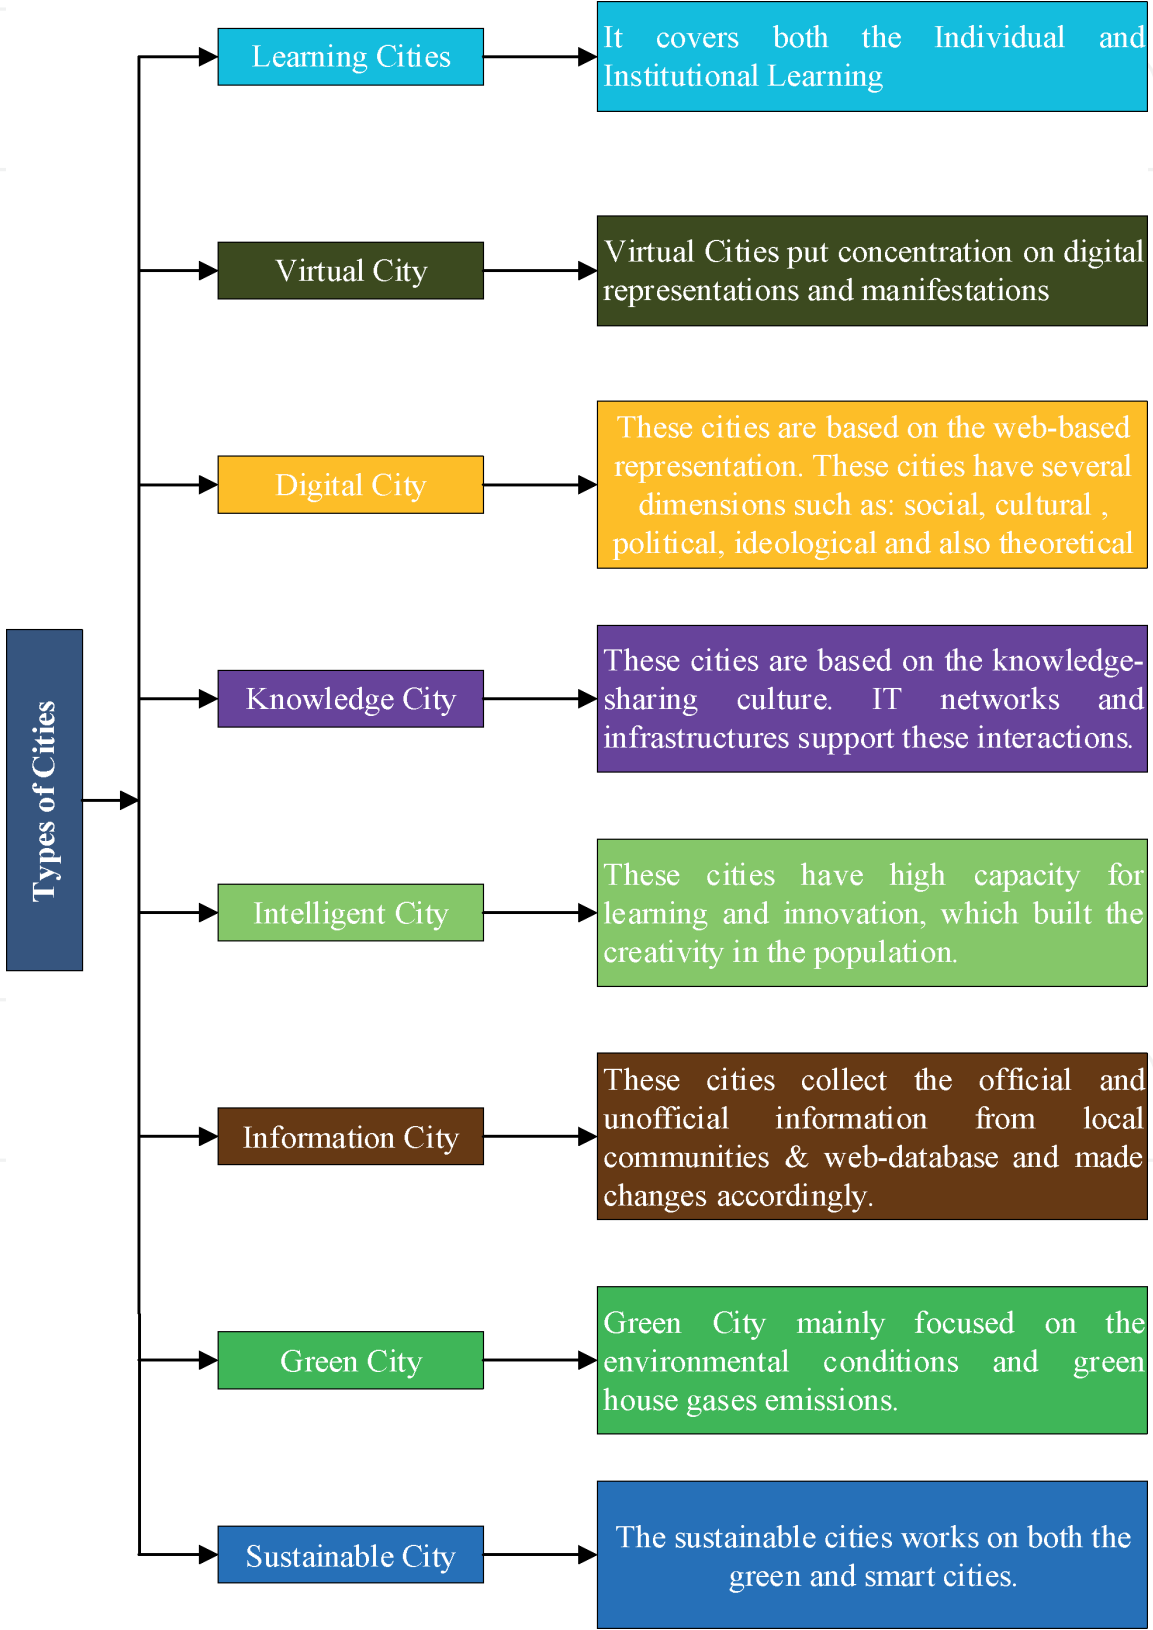 Types of Cities
Learning Cities
It covers both the Individual and
Institutional Learning
Virtual City
Virtual Cities put concentration on digital
representations and manifestations
Digital City
These cities are based on the web-based
representation. These cities have several
dimensions such as: social, cultural ,
political, ideological and also theoretical
Knowledge City
These cities are based on the knowledge-
sharing culture. IT networks and
infrastructures support these interactions.
Intelligent City
These cities have high capacity for
learning and innovation, which built the
creativity in the population.
Information City
These cities collect the official and
unofficial information from local
communities & web-database and made
changes accordingly.
Green City
Green City mainly focused on the
environmental conditions and green
house gases emissions.
Sustainable City
The sustainable cities works on both the
green and smart cities.